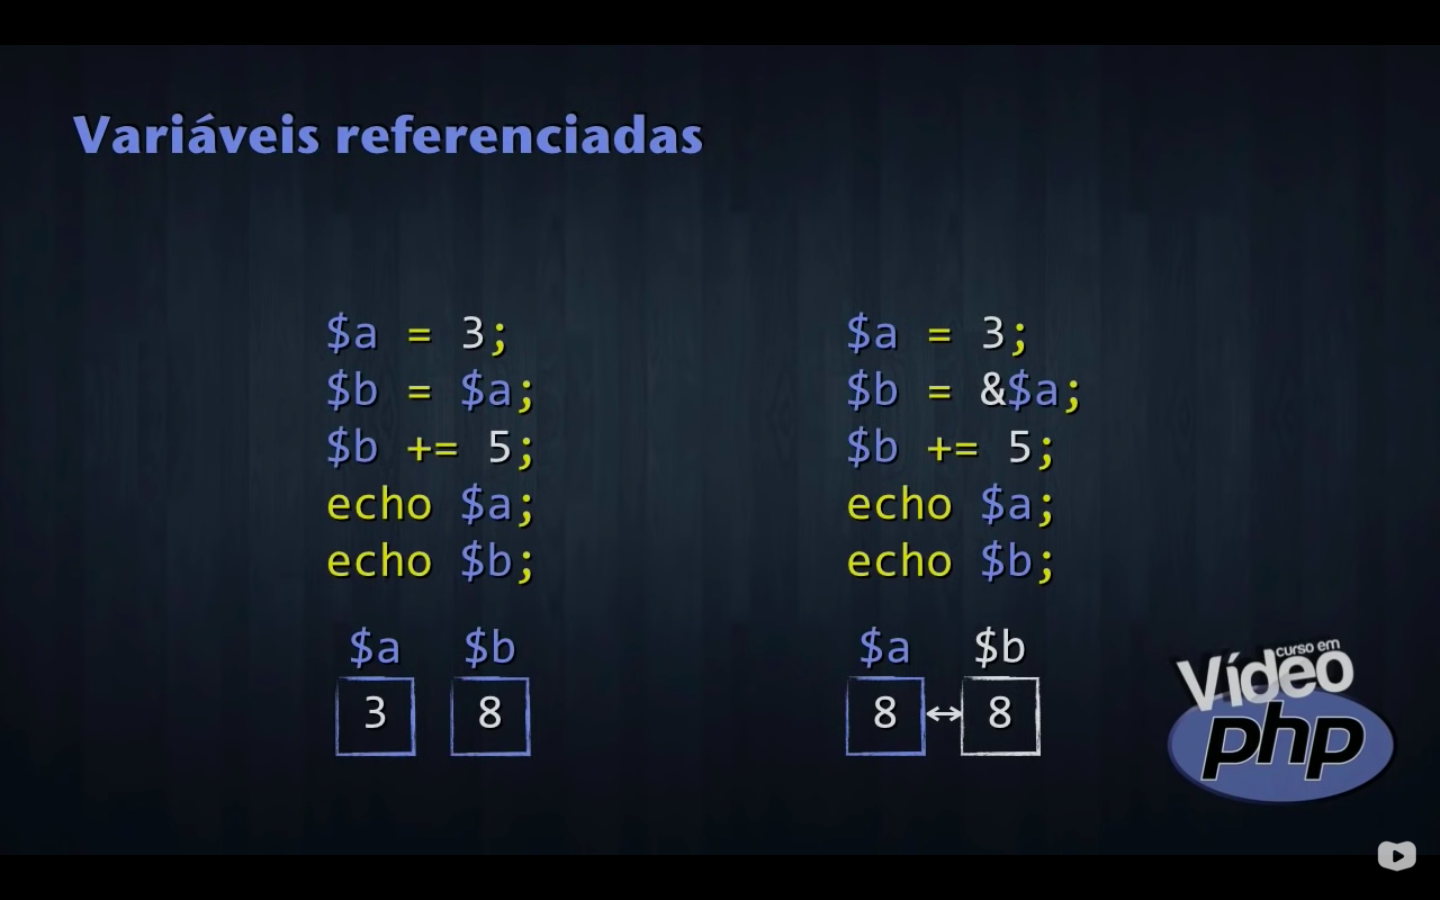 Variáveis referenciadas
$a = 3;
$b = $a;
$b += 5;
echo $a;
echo $b;
$a $b
3 8
$a = 3;
$b = &$a;
$b += 5;
echo $a;
echo $b;
$a $b
8 ↔ 8
curso em
Vídeo
php